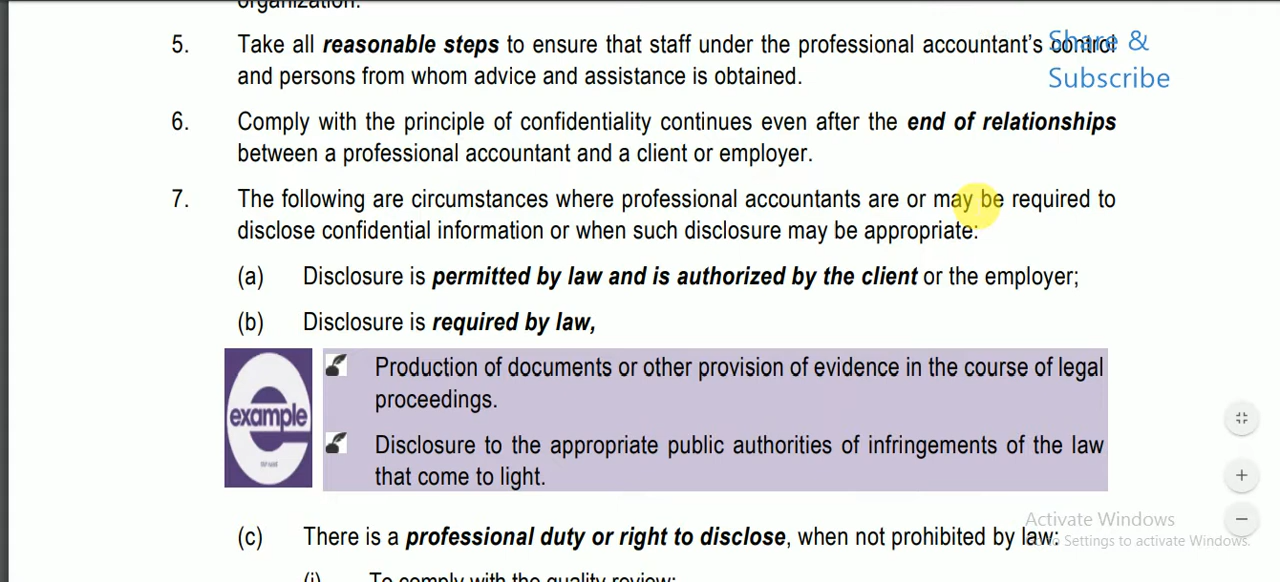 organization.
5. Take all reasonable steps to ensure that staff under the professional accountant's control
and persons from whom advice and assistance is obtained.
Share &
Subscribe
6. Comply with the principle of confidentiality continues even after the end of relationships
between a professional accountant and a client or employer.
7. The following are circumstances where professional accountants are or may be required to
disclose confidential information or when such disclosure may be appropriate:
(a) Disclosure is permitted by law and is authorized by the client or the employer;
(b) Disclosure is required by law,
example
Production of documents or other provision of evidence in the course of legal
proceedings.
Disclosure to the appropriate public authorities of infringements of the law
that come to light.
(c) There is a professional duty or right to disclose, when not prohibited by law:
Activate Windows
Settings to activate Windows.
(i) To comply with the quality review;